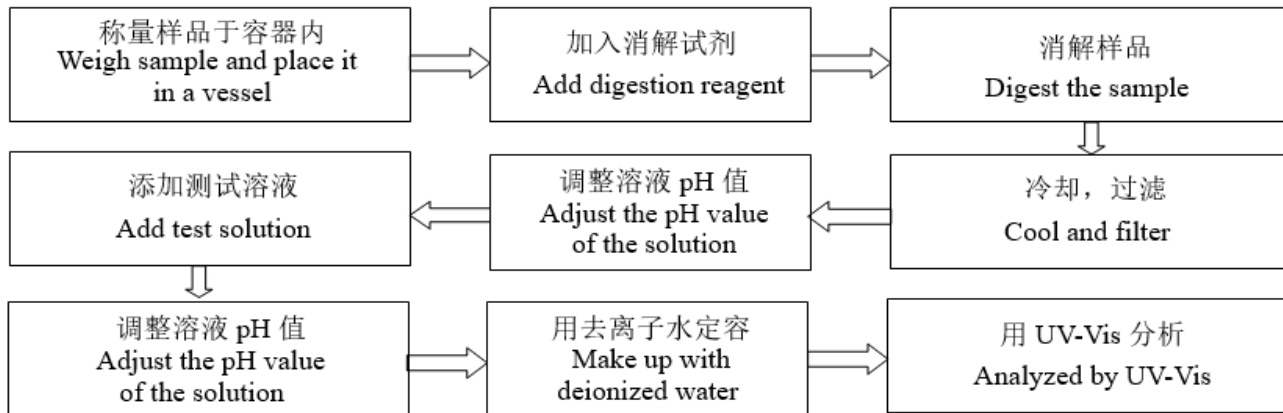 称量样品于容器内
Weigh sample and place it
in a vessel
加入消解试剂
Add digestion reagent
消解样品
Digest the sample
冷却，过滤
Cool and filter
调整溶液 pH 值
Adjust the pH value
of the solution
添加测试溶液
Add test solution
调整溶液 pH 值
Adjust the pH value
of the solution
用去离子水定容
Make up with
deionized water
用 UV-Vis 分析
Analyzed by UV-Vis